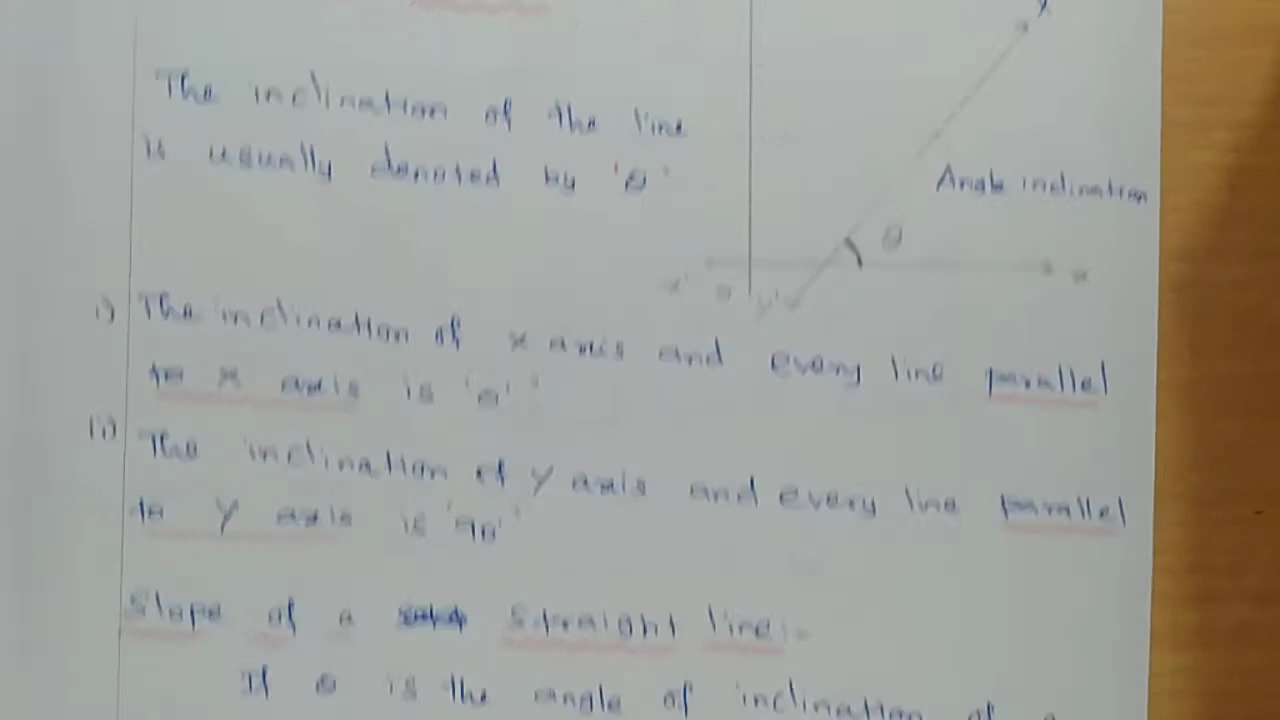 The inclination of the line
is usually denoted by 'θ'
Angle inclination
θ
x' o y' x
i) The inclination of x axis and every line parallel
to x axis is '0°'
ii) The inclination of y axis and every line parallel
to y axis is '90°'
Slope of a straight line:-
If θ is the angle of inclination of a